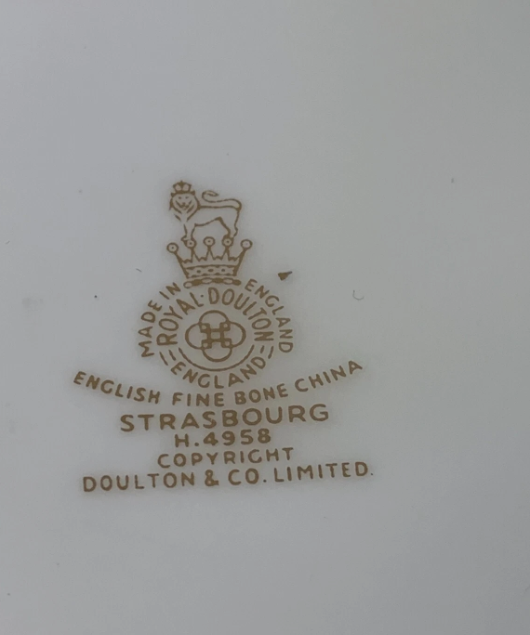 MADE IN ENGLAND
ROYAL·DOULTON
ENGLAND
ENGLISH FINE BONE CHINA
STRASBOURG
H.4958
COPYRIGHT
DOULTON & CO. LIMITED.